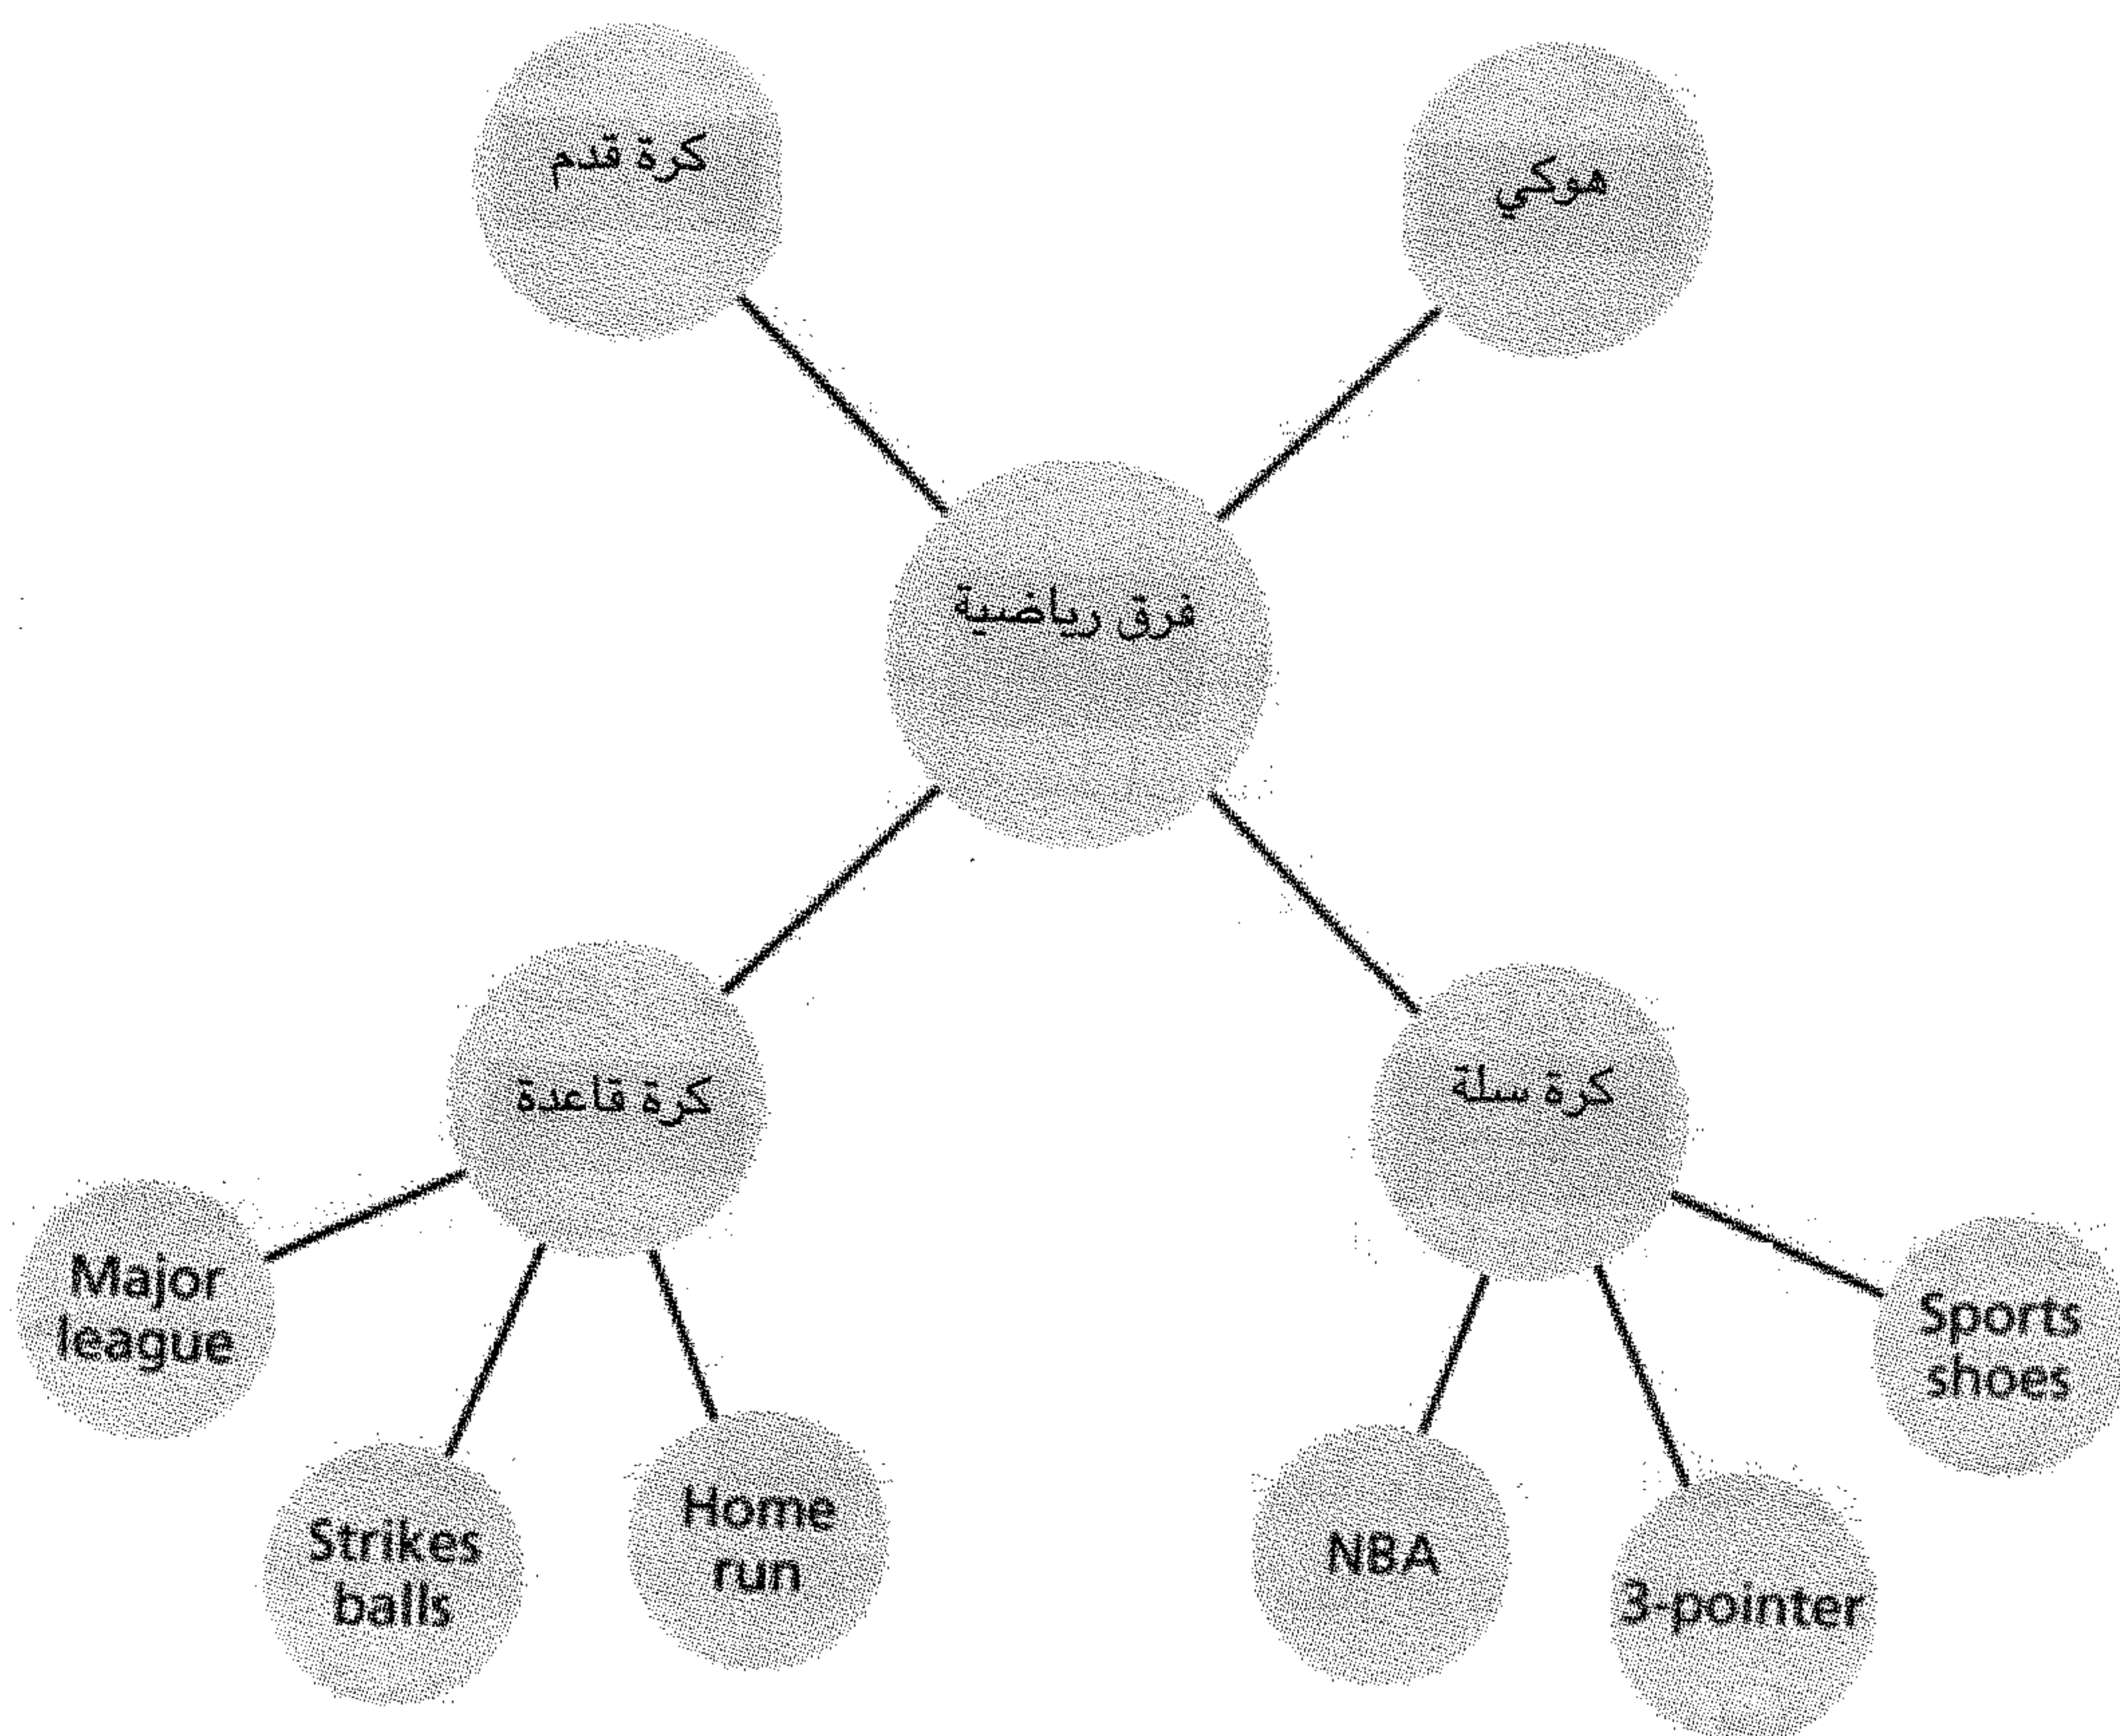 كرة قدم
هوكي
فرق رياضية
كرة قاعدة
كرة سلة
Major
league
Strikes
balls
Home
run
NBA
3-pointer
Sports
shoes